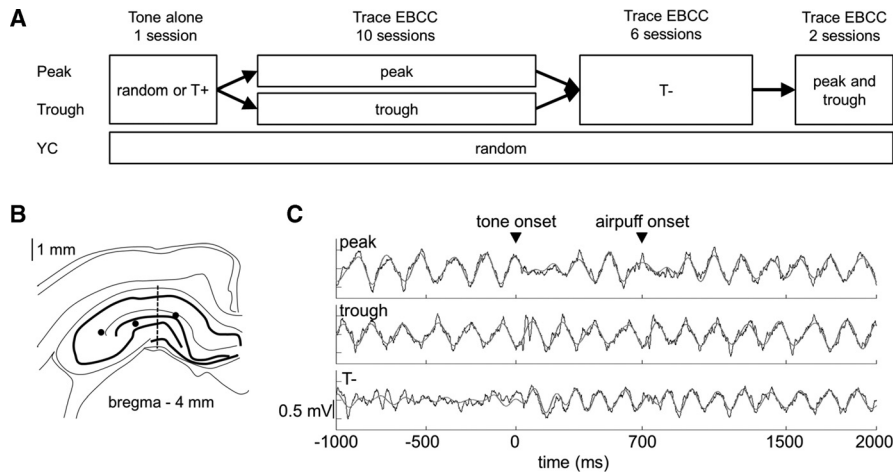 A
Tone alone
1 session
Trace EBCC
10 sessions
Trace EBCC
6 sessions
Trace EBCC
2 sessions
Peak
Trough
YC
random or T+
peak
trough
T-
peak and
trough
random
B
1 mm
bregma - 4 mm
C
tone onset
airpuff onset
peak
trough
T-
0.5 mV
-1000
-500
0
700
1500
2000
time (ms)